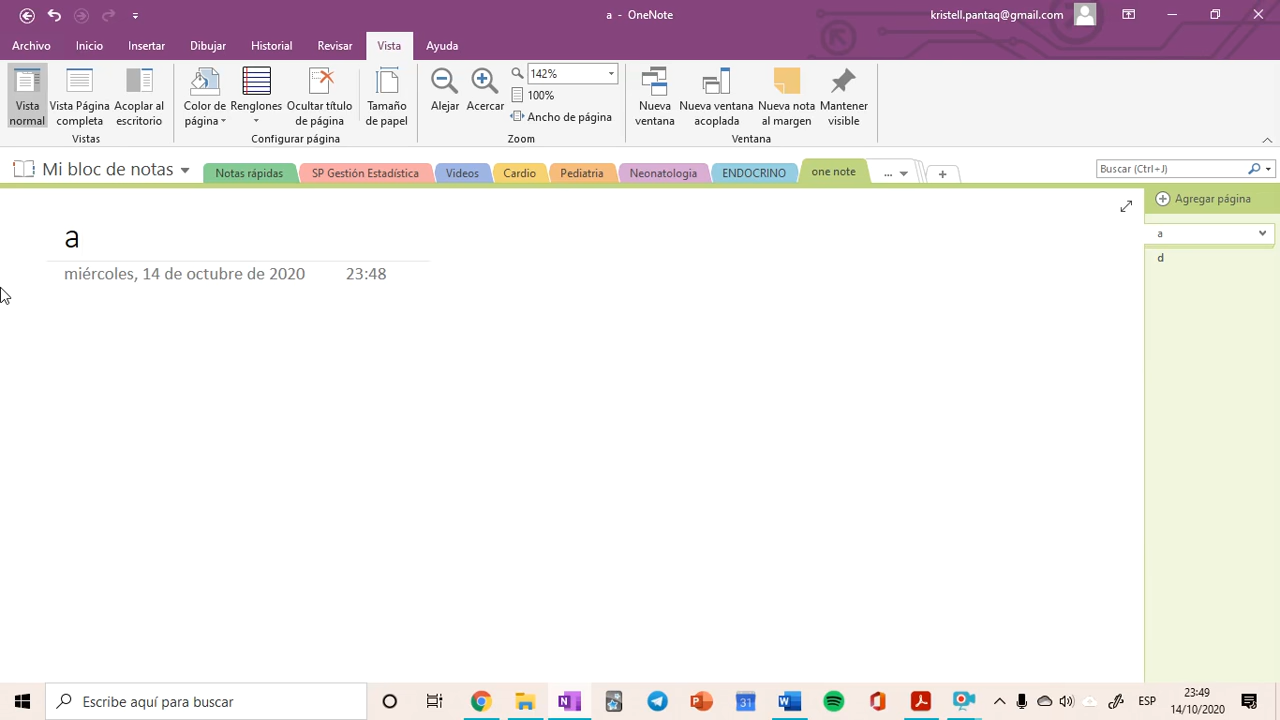 a - OneNote
kristell.pantaq@gmail.com
Archivo Inicio Insertar Dibujar Historial Revisar Vista Ayuda
Vista normal
Vista Página completa
Acoplar al escritorio
Vistas
Color de página
Renglones
Ocultar título de página
Tamaño de papel
Configurar página
Alejar
Acercar
142%
100%
Ancho de página
Zoom
Nueva ventana
Nueva ventana acoplada
Nueva nota al margen
Mantener visible
Ventana
Mi bloc de notas
Notas rápidas SP Gestión Estadística Videos Cardio Pediatria Neonatologia ENDOCRINO one note ... +
Buscar (Ctrl+J)
Agregar página
a
d
a
miércoles, 14 de octubre de 2020 23:48
Escribe aquí para buscar
31
ESP
23:49
14/10/2020